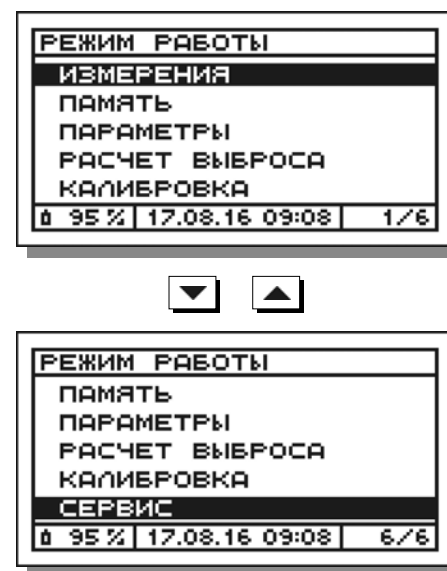 РЕЖИМ РАБОТЫ
ИЗМЕРЕНИЯ
ПАМЯТЬ
ПАРАМЕТРЫ
РАСЧЕТ ВЫБРОСА
КАЛИБРОВКА
95 % 17.08.16 09:08 1/6
РЕЖИМ РАБОТЫ
ПАМЯТЬ
ПАРАМЕТРЫ
РАСЧЕТ ВЫБРОСА
КАЛИБРОВКА
СЕРВИС
95 % 17.08.16 09:08 6/6